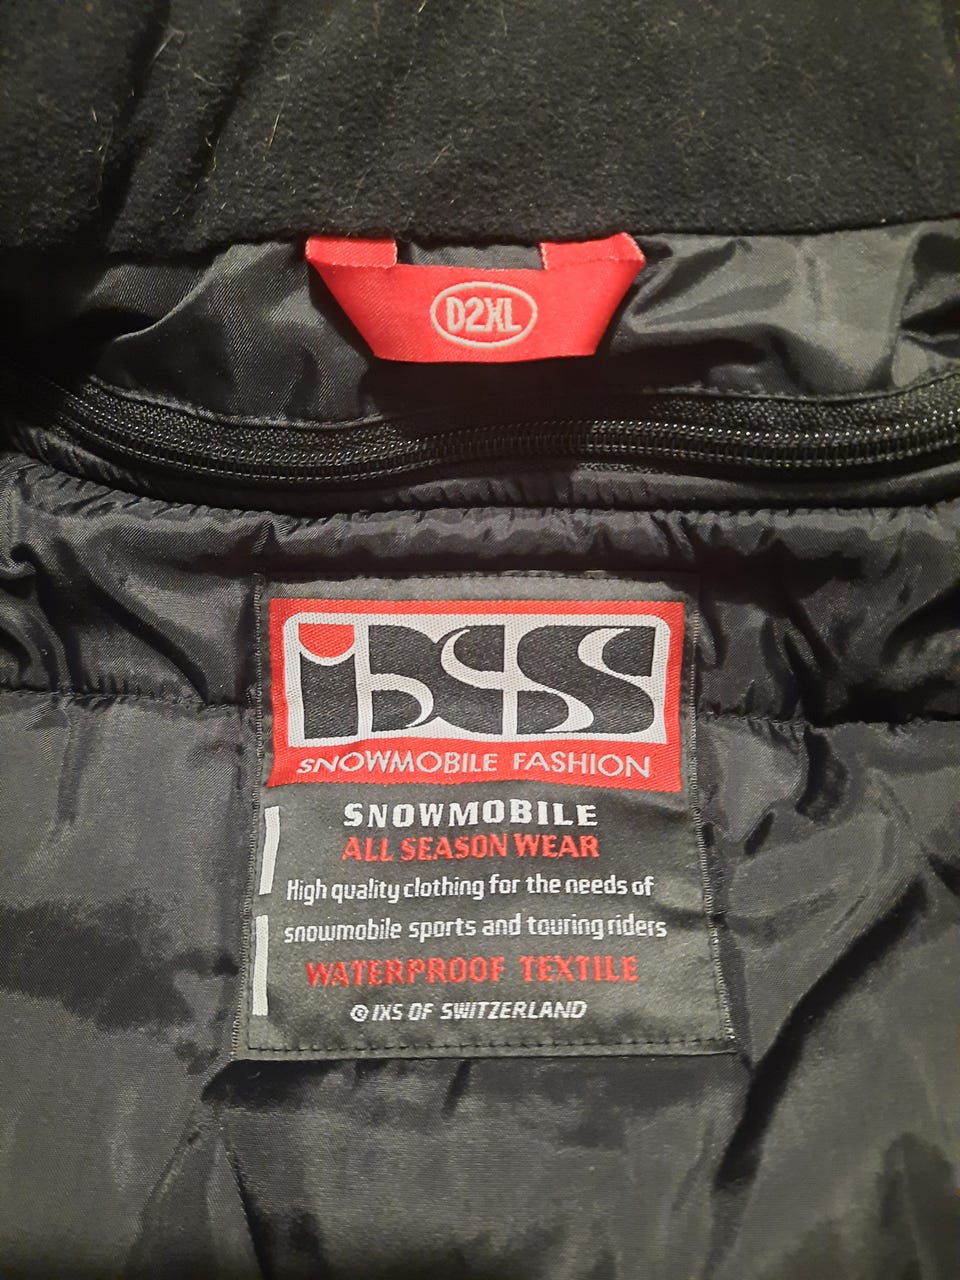 D2XL
iXS
SNOWMOBILE FASHION
SNOWMOBILE
ALL SEASON WEAR
High quality clothing for the needs of
snowmobile sports and touring riders
WATERPROOF TEXTILE
© IXS OF SWITZERLAND